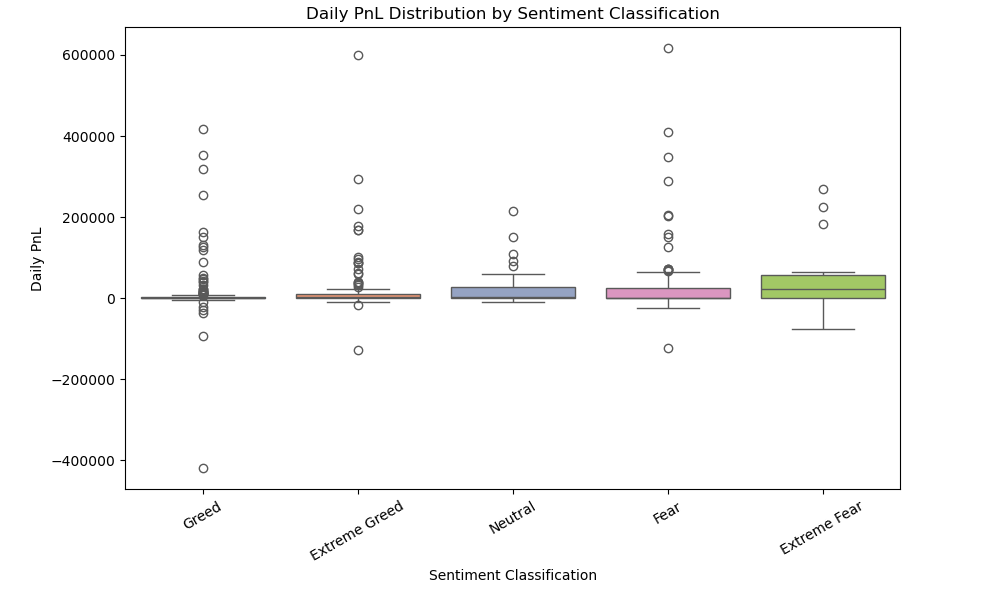 Daily PnL Distribution by Sentiment Classification
600000
400000
200000
0
−200000
−400000
Daily PnL
Greed
Extreme Greed
Neutral
Fear
Extreme Fear
Sentiment Classification